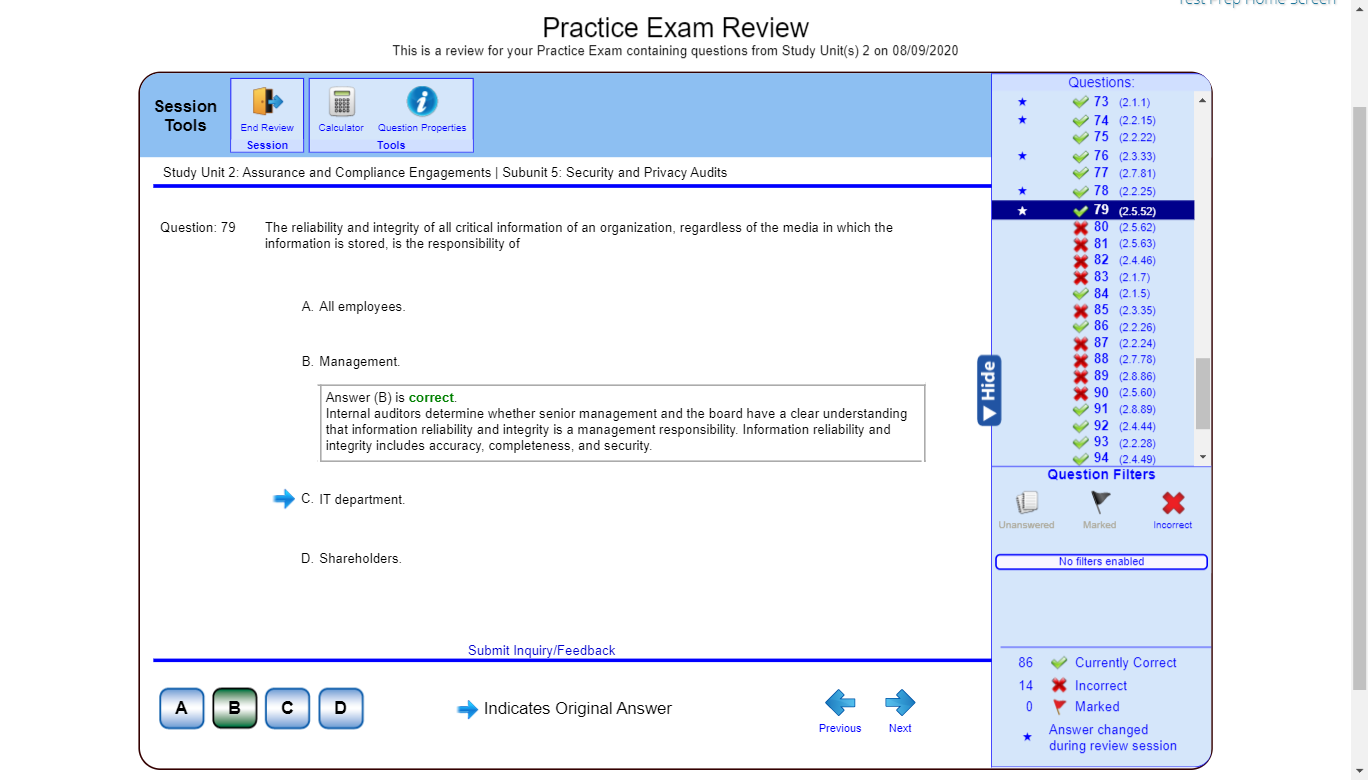 Test Prep Home Screen
Practice Exam Review
This is a review for your Practice Exam containing questions from Study Unit(s) 2 on 08/09/2020
Session
Tools
End Review
Session
Calculator
Question Properties
Tools
Study Unit 2: Assurance and Compliance Engagements | Subunit 5: Security and Privacy Audits
Question: 79
The reliability and integrity of all critical information of an organization, regardless of the media in which the
information is stored, is the responsibility of
A. All employees.
B. Management.
Answer (B) is correct.
Internal auditors determine whether senior management and the board have a clear understanding
that information reliability and integrity is a management responsibility. Information reliability and
integrity includes accuracy, completeness, and security.
C. IT department.
D. Shareholders.
Submit Inquiry/Feedback
A
B
C
D
Indicates Original Answer
Previous
Next
Questions:
73 (2.1.1)
74 (2.2.15)
75 (2.2.22)
76 (2.3.33)
77 (2.7.81)
78 (2.2.25)
79 (2.5.52)
80 (2.5.62)
81 (2.5.63)
82 (2.4.46)
83 (2.1.7)
84 (2.1.5)
85 (2.3.35)
86 (2.2.26)
87 (2.2.24)
88 (2.7.78)
89 (2.8.86)
90 (2.5.60)
91 (2.8.89)
92 (2.4.44)
93 (2.2.28)
94 (2.4.49)
Hide
Question Filters
Unanswered
Marked
Incorrect
No filters enabled
86 Currently Correct
14 Incorrect
0 Marked
Answer changed
during review session